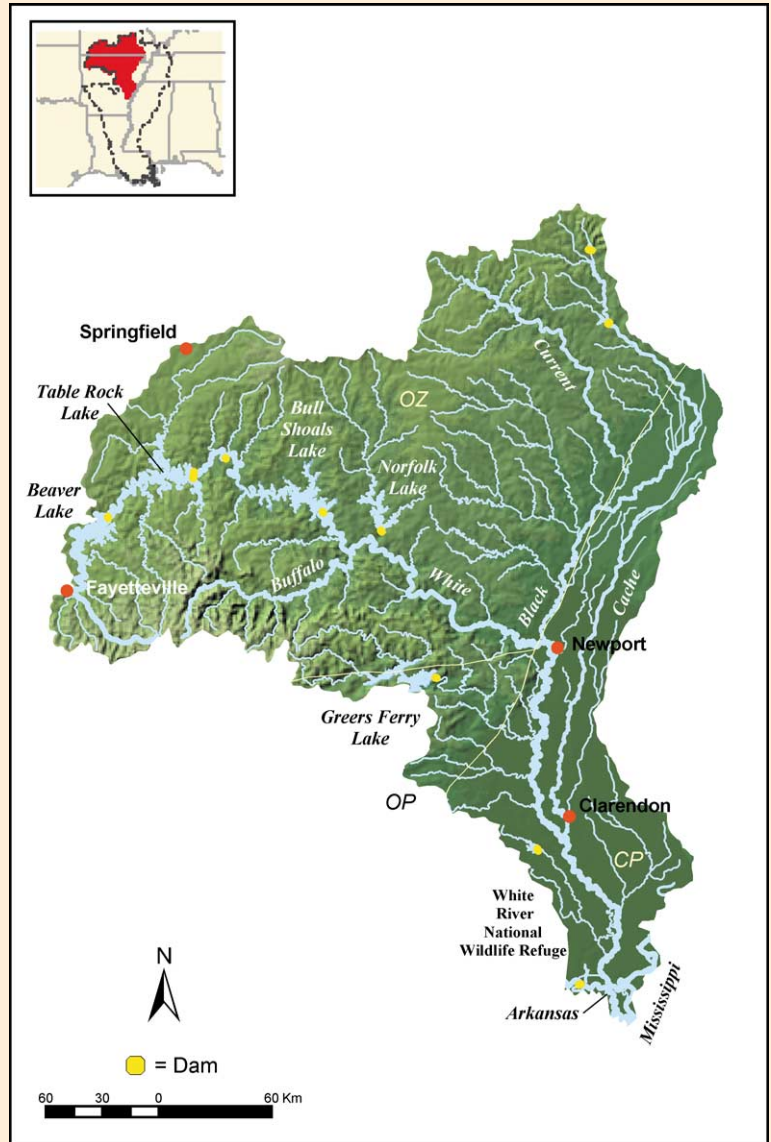 Springfield
Table Rock
Lake
Bull
Shoals
Lake
OZ
Current
Norfolk
Lake
Beaver
Lake
Fayetteville
Buffalo
White
Black
Cache
Newport
Greers Ferry
Lake
OP
Clarendon
CP
White
River
National
Wildlife Refuge
Arkansas
Mississippi
N
= Dam
60 30 0 60 Km